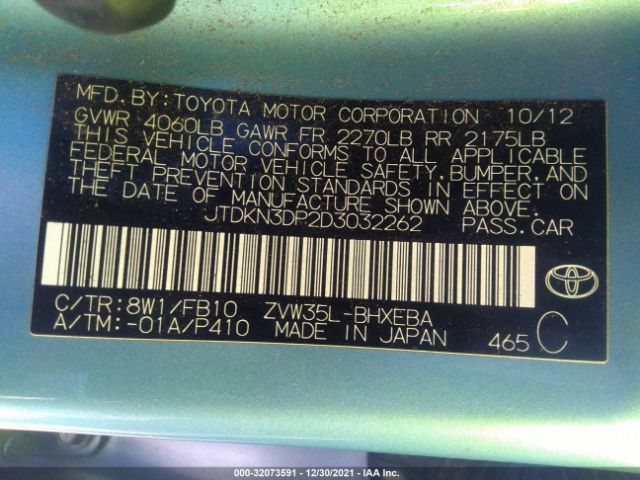 MFD. BY: TOYOTA MOTOR CORPORATION 10/12
GVWR 4060LB GAWR FR 2270LB RR 2175LB
THIS VEHICLE CONFORMS TO ALL APPLICABLE
FEDERAL MOTOR VEHICLE SAFETY, BUMPER, AND
THEFT PREVENTION STANDARDS IN EFFECT ON
THE DATE OF MANUFACTURE SHOWN ABOVE.
JTDKN3DP2D3032262 PASS.CAR
C/TR: 8W1/FB10 ZVW35L-BHXEBA
A/TM: -01A/P410 MADE IN JAPAN 465 C
TOYOTA
000-32073591 - 12/30/2021 - IAA Inc.